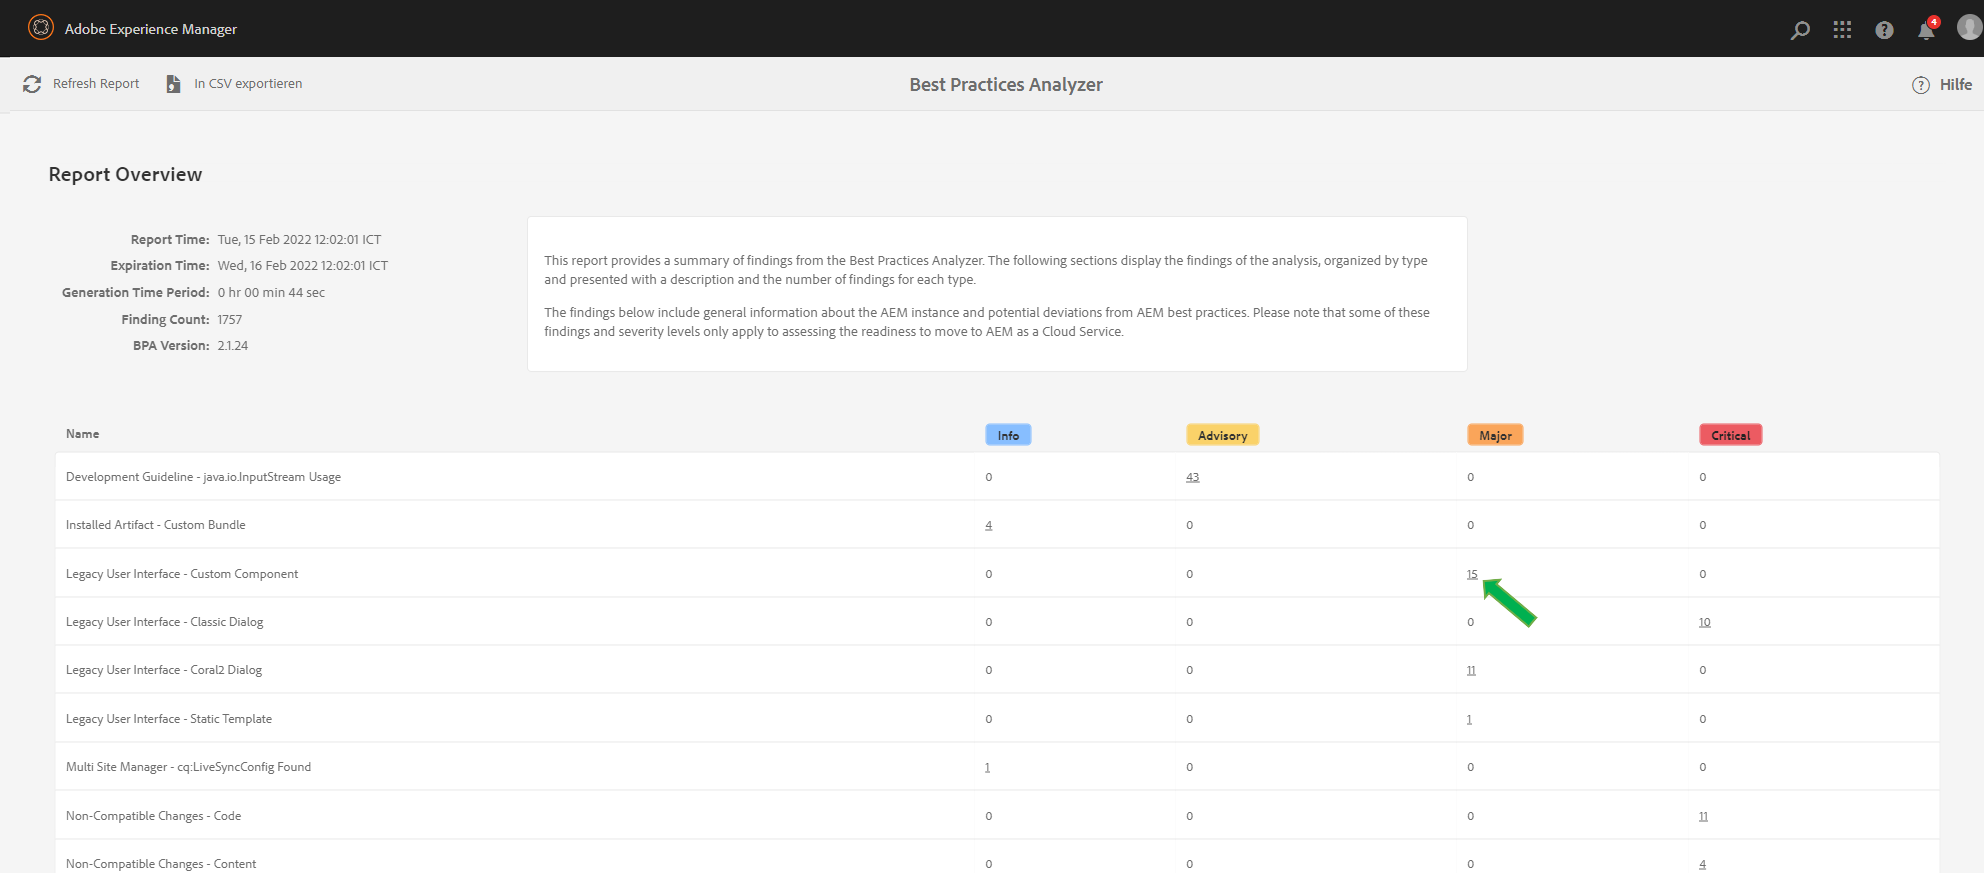 Adobe Experience Manager
4
Refresh Report
In CSV exportieren
Best Practices Analyzer
Hilfe
Report Overview
Report Time: Tue, 15 Feb 2022 12:02:01 ICT
Expiration Time: Wed, 16 Feb 2022 12:02:01 ICT
Generation Time Period: 0 hr 00 min 44 sec
Finding Count: 1757
BPA Version: 2.1.24
This report provides a summary of findings from the Best Practices Analyzer. The following sections display the findings of the analysis, organized by type
and presented with a description and the number of findings for each type.
The findings below include general information about the AEM instance and potential deviations from AEM best practices. Please note that some of these
findings and severity levels only apply to assessing the readiness to move to AEM as a Cloud Service.
Name Info Advisory Major Critical
Development Guideline - java.io.InputStream Usage 0 43 0 0
Installed Artifact - Custom Bundle 4 0 0 0
Legacy User Interface - Custom Component 0 0 15 0
Legacy User Interface - Classic Dialog 0 0 0 10
Legacy User Interface - Coral2 Dialog 0 0 11 0
Legacy User Interface - Static Template 0 0 1 0
Multi Site Manager - cq:LiveSyncConfig Found 1 0 0 0
Non-Compatible Changes - Code 0 0 0 11
Non-Compatible Changes - Content 0 0 0 4